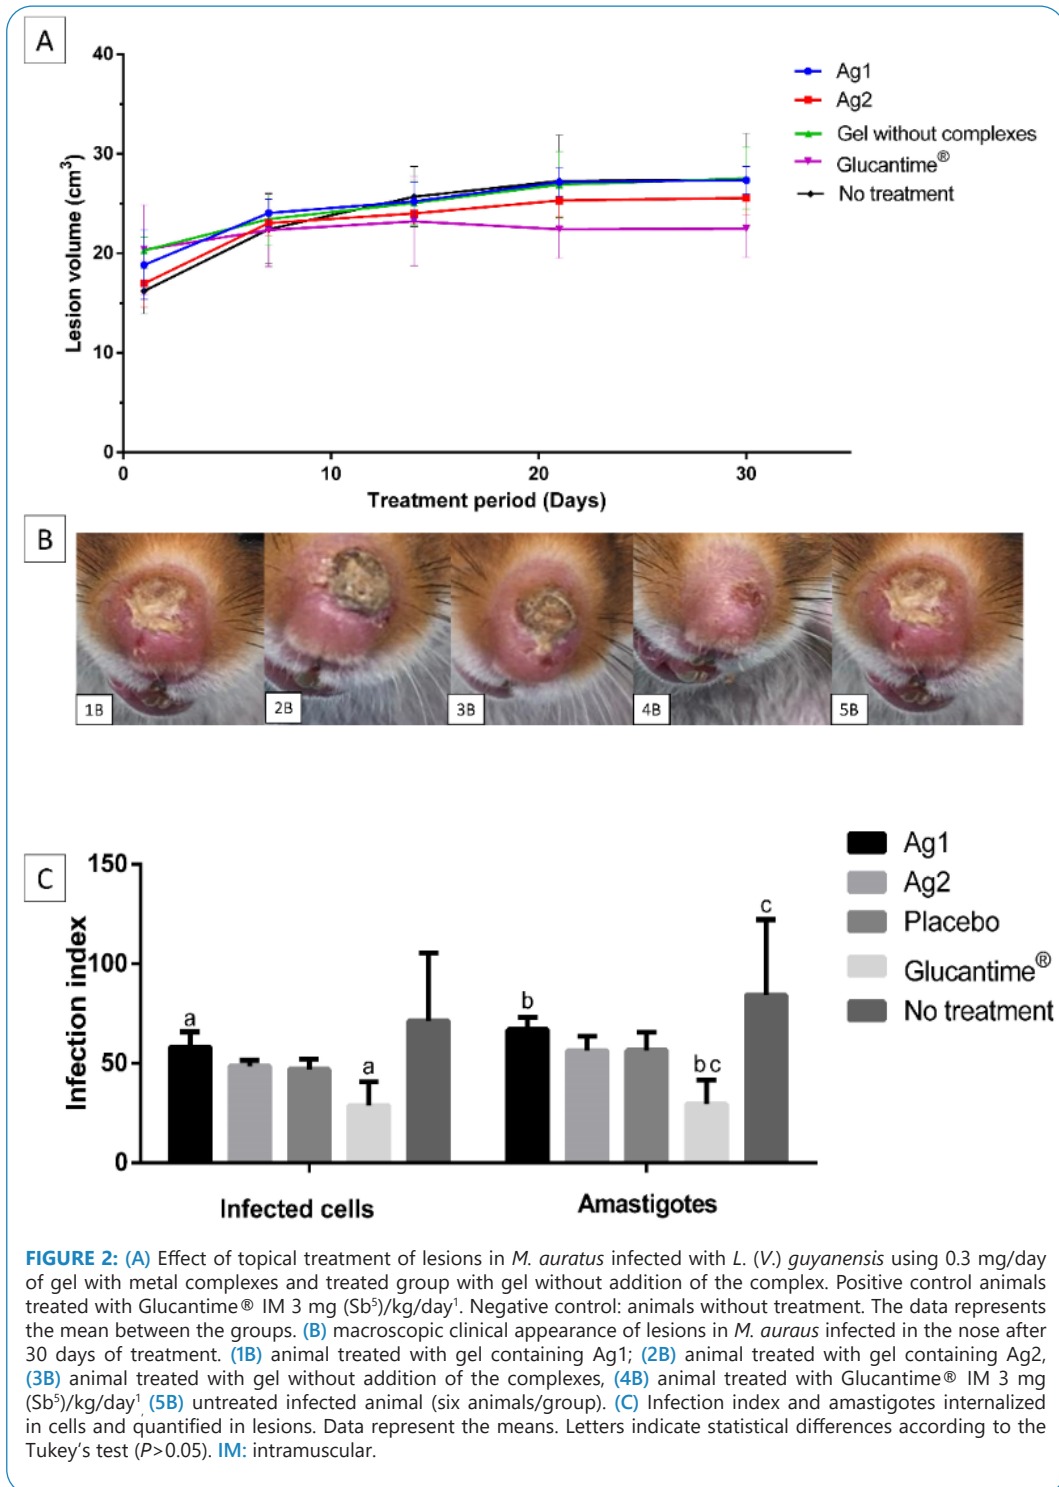 A
40
30
20
10
0
Lesion volume (cm³)
0 10 20 30
Treatment period (Days)
Ag1
Ag2
Gel without complexes
Glucantime®
No treatment
B
1B
2B
3B
4B
5B
C
150
100
50
0
Infection index
a
a
b
b c
c
Infected cells
Amastigotes
Ag1
Ag2
Placebo
Glucantime®
No treatment
FIGURE 2: (A) Effect of topical treatment of lesions in M. auratus infected with L. (V.) guyanensis using 0.3 mg/day
of gel with metal complexes and treated group with gel without addition of the complex. Positive control animals
treated with Glucantime® IM 3 mg (Sb⁵)/kg/day¹. Negative control: animals without treatment. The data represents
the mean between the groups. (B) macroscopic clinical appearance of lesions in M. auraus infected in the nose after
30 days of treatment. (1B) animal treated with gel containing Ag1; (2B) animal treated with gel containing Ag2,
(3B) animal treated with gel without addition of the complexes, (4B) animal treated with Glucantime® IM 3 mg
(Sb⁵)/kg/day¹, (5B) untreated infected animal (six animals/group). (C) Infection index and amastigotes internalized
in cells and quantified in lesions. Data represent the means. Letters indicate statistical differences according to the
Tukey's test (P>0.05). IM: intramuscular.